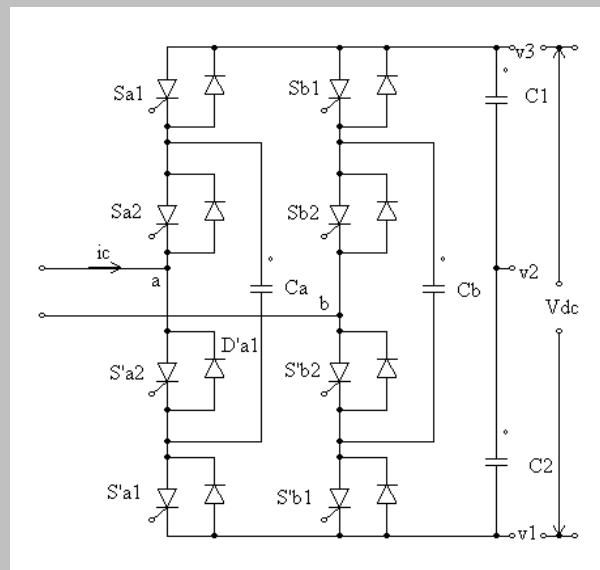 v3
Sa1
Sb1
C1
Sa2
Sb2
ic
a
v2
Ca
b
Cb
Vdc
D'a1
S'a2
S'b2
C2
S'a1
S'b1
v1